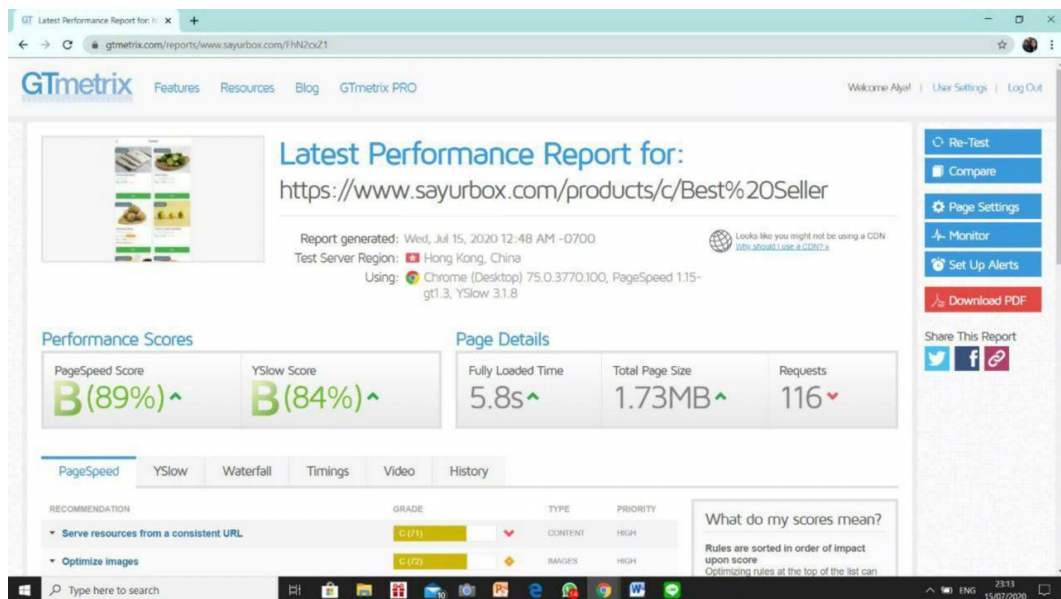 GT Latest Performance Report for: h
gtmetrix.com/reports/www.sayurbox.com/FhN2cxZ1
GTmetrix Features Resources Blog GTmetrix PRO
Welcome Alya! | User Settings | Log Out
Latest Performance Report for:
https://www.sayurbox.com/products/c/Best%20Seller
Report generated: Wed, Jul 15, 2020 12:48 AM -0700
Test Server Region: Hong Kong, China
Using: Chrome (Desktop) 75.0.3770.100, PageSpeed 1.15-
gt1.3, YSlow 3.1.8
Looks like you might not be using a CDN
Why should I use a CDN? »
Re-Test
Compare
Page Settings
Monitor
Set Up Alerts
Download PDF
Share This Report
Performance Scores
PageSpeed Score YSlow Score
B (89%) B (84%)
Page Details
Fully Loaded Time Total Page Size Requests
5.8s 1.73MB 116
PageSpeed YSlow Waterfall Timings Video History
RECOMMENDATION GRADE TYPE PRIORITY
Serve resources from a consistent URL C (71) CONTENT HIGH
Optimize images C (72) IMAGES HIGH
What do my scores mean?
Rules are sorted in order of impact
upon score
Optimizing rules at the top of the list can
Type here to search
10
ENG
23:13
15/07/2020